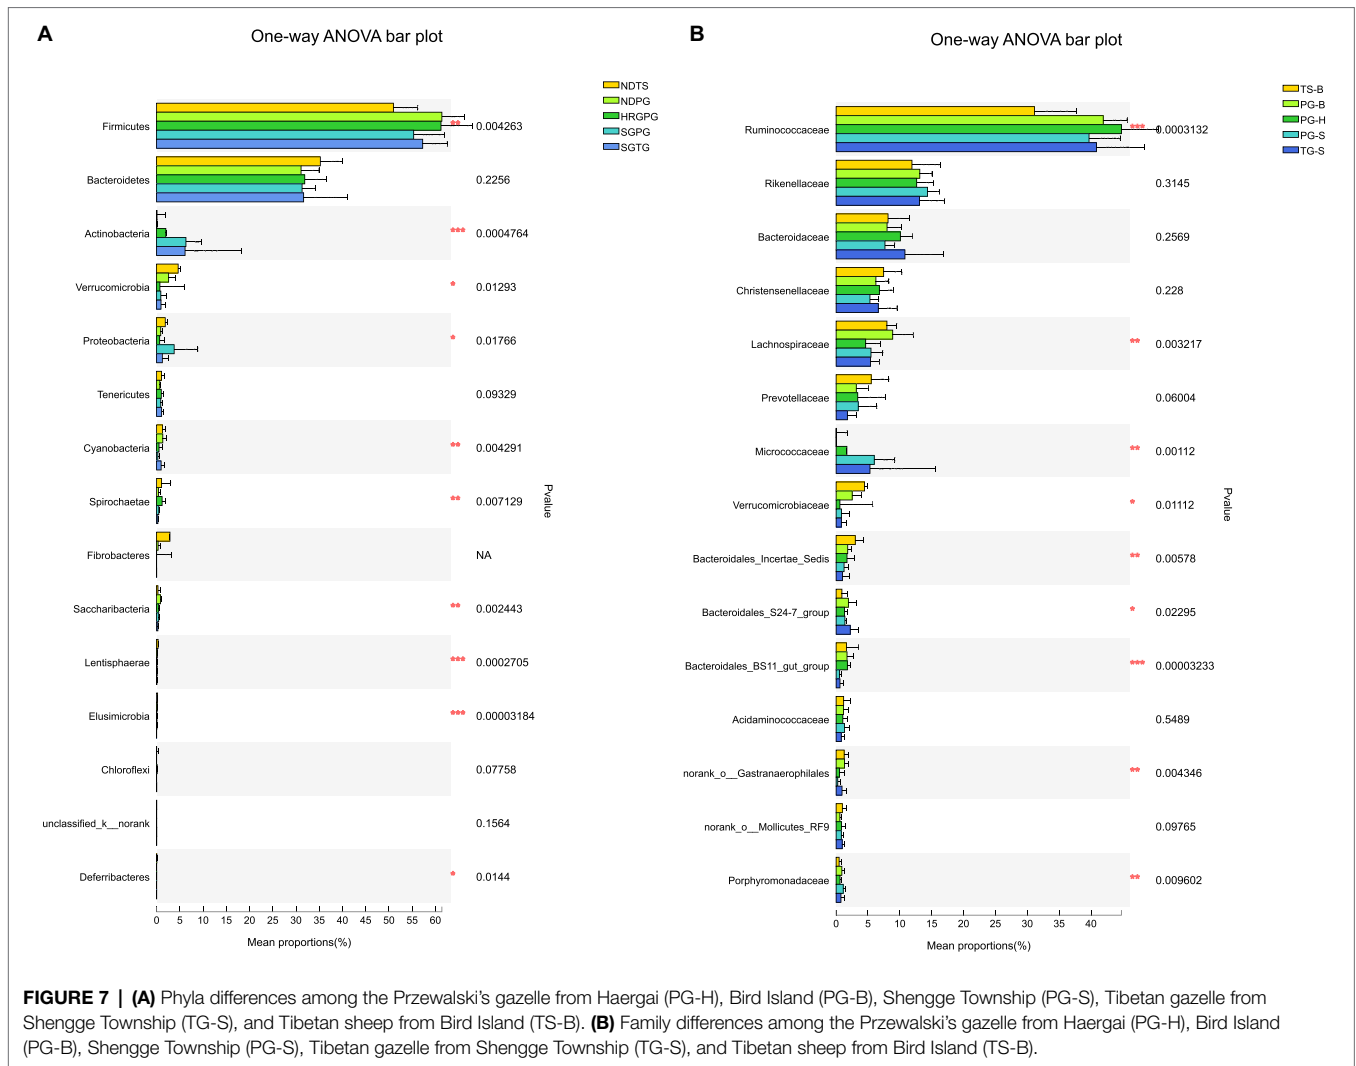 A
One-way ANOVA bar plot
NDTS
NDPG
HRGPG
SGPG
SGTG
Firmicutes ** 0.004263
Bacteroidetes 0.2256
Actinobacteria *** 0.0004764
Verrucomicrobia * 0.01293
Proteobacteria * 0.01766
Tenericutes 0.09329
Cyanobacteria ** 0.004291
Spirochaetae ** 0.007129
Fibrobacteres NA
Saccharibacteria ** 0.002443
Lentisphaerae *** 0.0002705
Elusimicrobia *** 0.00003184
Chloroflexi 0.07758
unclassified_k__norank 0.1564
Deferribacteres * 0.0144
Pvalue
0 5 10 15 20 25 30 35 40 45 50 55 60
Mean proportions(%)
B
One-way ANOVA bar plot
TS-B
PG-B
PG-H
PG-S
TG-S
Ruminococcaceae *** 0.0003132
Rikenellaceae 0.3145
Bacteroidaceae 0.2569
Christensenellaceae 0.228
Lachnospiraceae ** 0.003217
Prevotellaceae 0.06004
Micrococcaceae ** 0.00112
Verrucomicrobiaceae * 0.01112
Bacteroidales_Incertae_Sedis ** 0.00578
Bacteroidales_S24-7_group * 0.02295
Bacteroidales_BS11_gut_group *** 0.00003233
Acidaminococcaceae 0.5489
norank_o__Gastranaerophilales ** 0.004346
norank_o__Mollicutes_RF9 0.09765
Porphyromonadaceae ** 0.009602
Pvalue
0 5 10 15 20 25 30 35 40
Mean proportions(%)
FIGURE 7 | (A) Phyla differences among the Przewalski's gazelle from Haergai (PG-H), Bird Island (PG-B), Shengge Township (PG-S), Tibetan gazelle from
Shengge Township (TG-S), and Tibetan sheep from Bird Island (TS-B). (B) Family differences among the Przewalski's gazelle from Haergai (PG-H), Bird Island
(PG-B), Shengge Township (PG-S), Tibetan gazelle from Shengge Township (TG-S), and Tibetan sheep from Bird Island (TS-B).